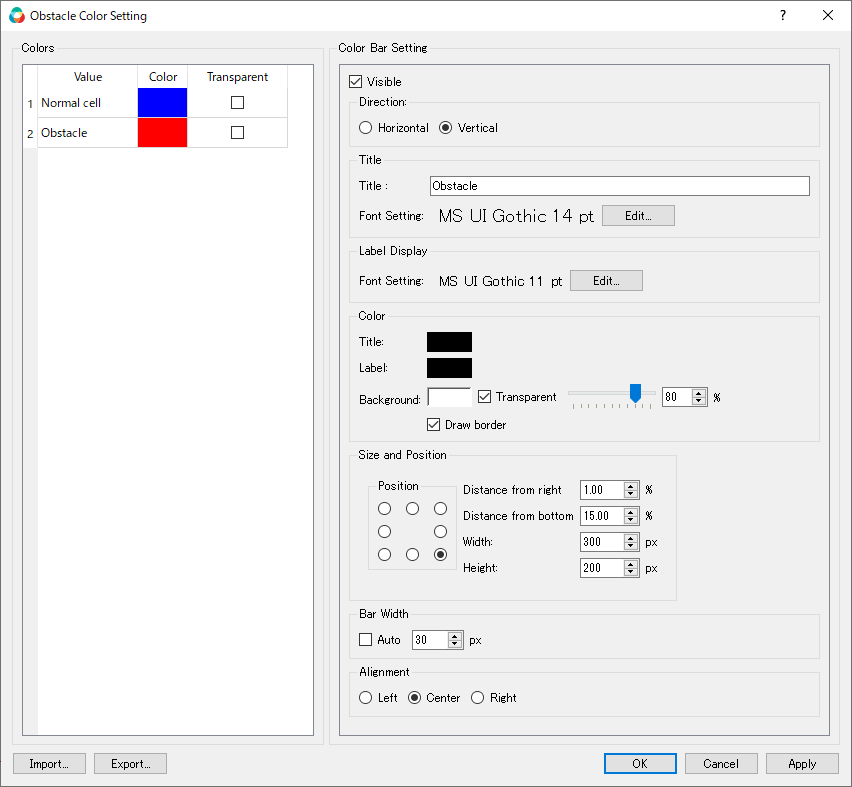 Obstacle Color Setting
?
Colors
Value Color Transparent
1 Normal cell
2 Obstacle
Color Bar Setting
Visible
Direction:
Horizontal Vertical
Title
Title : Obstacle
Font Setting: MS UI Gothic 14 pt Edit...
Label Display
Font Setting: MS UI Gothic 11 pt Edit...
Color
Title:
Label:
Background: Transparent 80 %
Draw border
Size and Position
Position
Distance from right 1.00 %
Distance from bottom 15.00 %
Width: 300 px
Height: 200 px
Bar Width
Auto 30 px
Alignment
Left Center Right
Import... Export... OK Cancel Apply